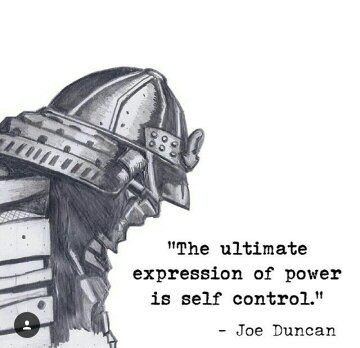 "The ultimate
expression of power
is self control."
- Joe Duncan